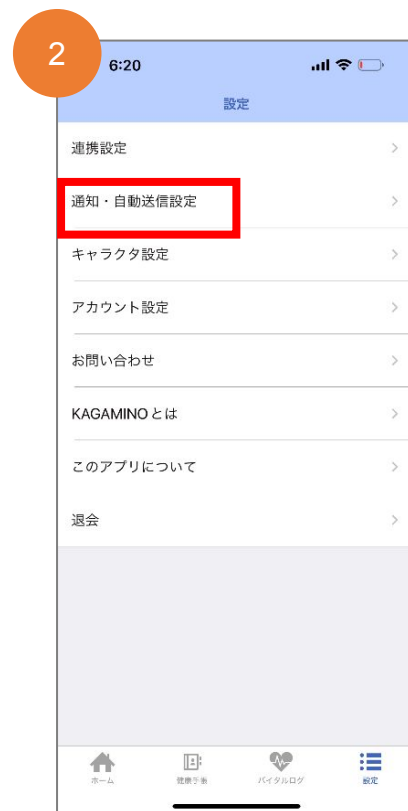 2
6:20
設定
連携設定
通知・自動送信設定
キャラクタ設定
アカウント設定
お問い合わせ
KAGAMINOとは
このアプリについて
退会
ホーム
健康手帳
バイタルログ
設定